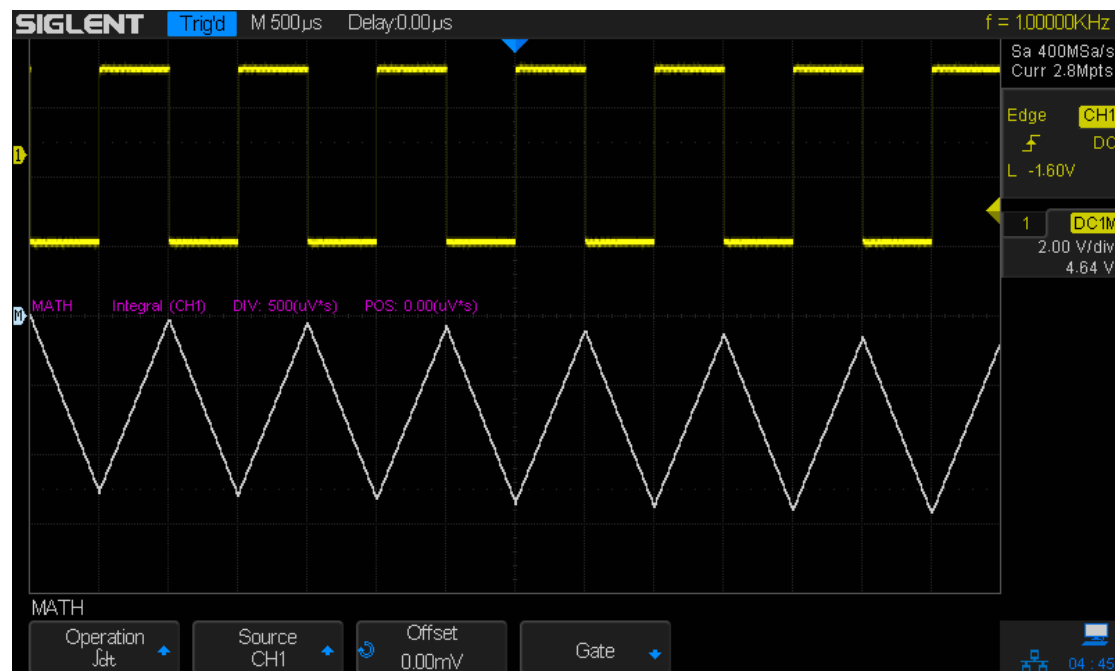 SIGLENT Trig'd M 500µs Delay:0.00µs f = 1.00000KHz
Sa 400MSa/s
Curr 2.8Mpts
Edge CH1
DC
L -1.60V
1
1 DC1M
2.00 V/div
4.64 V
MATH Integral (CH1) DIV: 500(uV*s) POS: 0.00(uV*s)
M
MATH
Operation Source Offset Gate
∫dt CH1 0.00mV
04:45